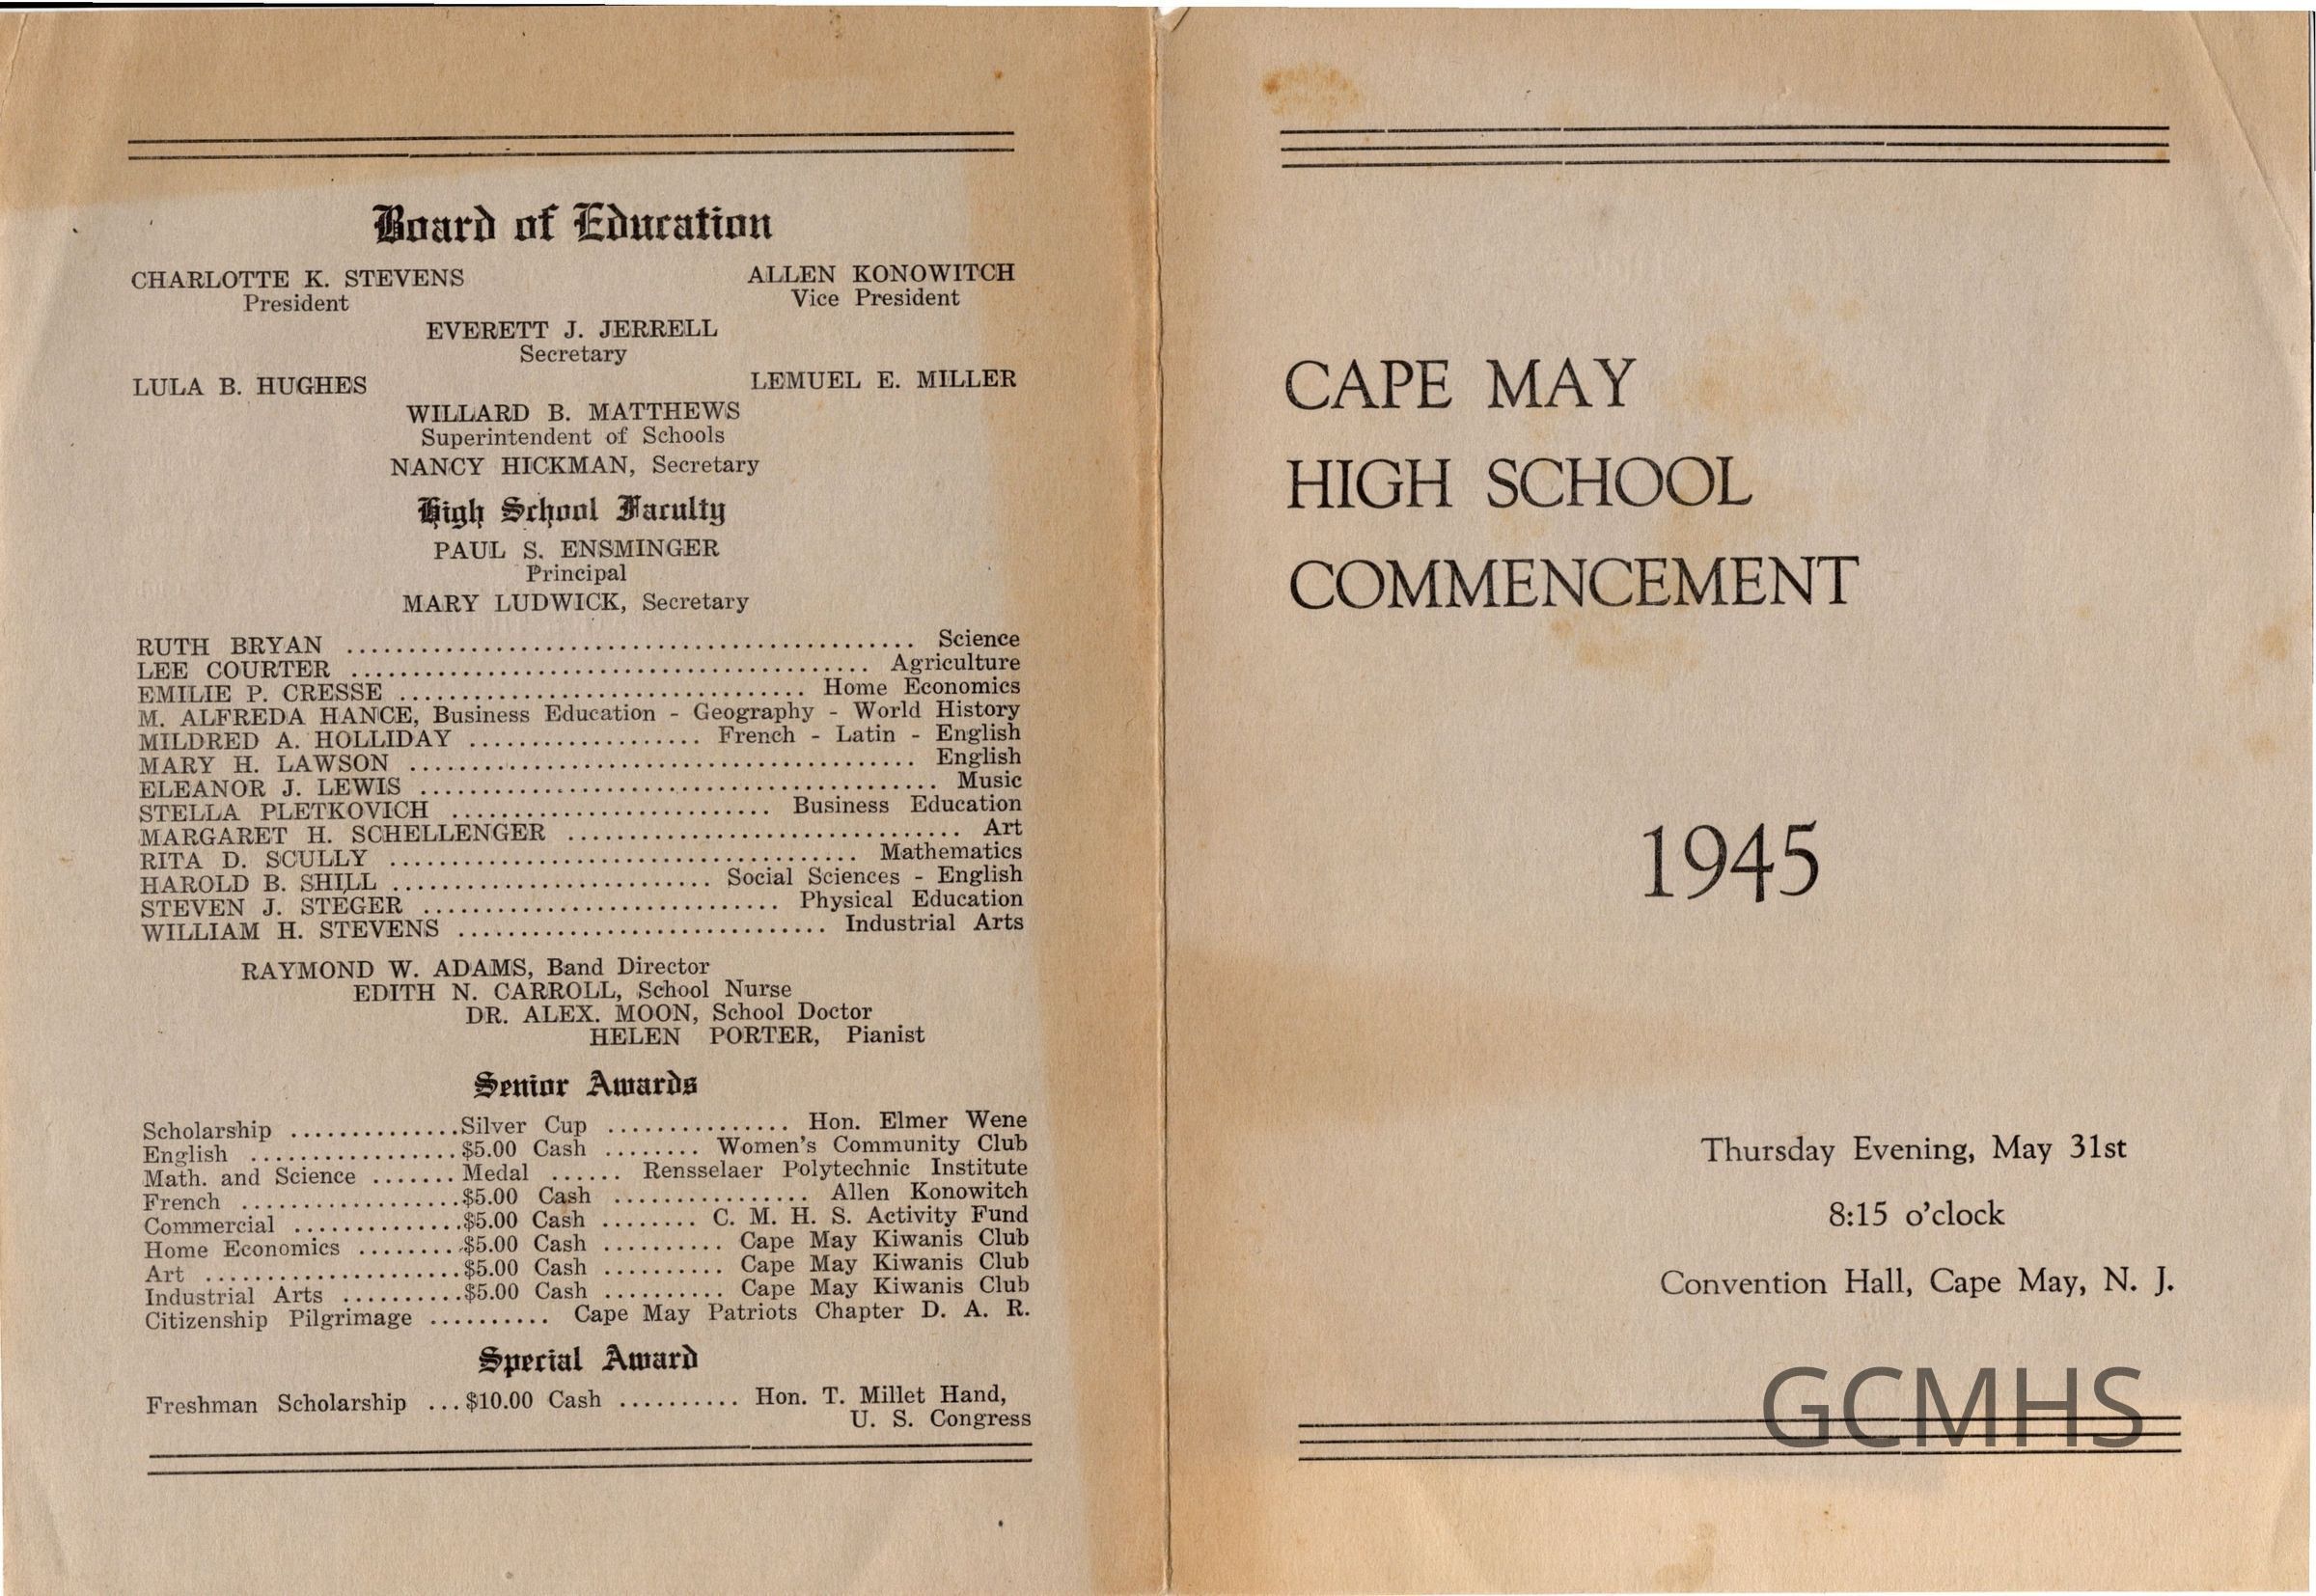 Board of Education
CHARLOTTE K. STEVENS ALLEN KONOWITCH
President Vice President
EVERETT J. JERRELL
Secretary
LULA B. HUGHES LEMUEL E. MILLER
WILLARD B. MATTHEWS
Superintendent of Schools
NANCY HICKMAN, Secretary
High School Faculty
PAUL S. ENSMINGER
Principal
MARY LUDWICK, Secretary
RUTH BRYAN .......... Science
LEE COURTER .......... Agriculture
EMILIE P. CRESSE .......... Home Economics
M. ALFREDA HANCE, Business Education - Geography - World History
MILDRED A. HOLLIDAY .......... French - Latin - English
MARY H. LAWSON .......... English
ELEANOR J. LEWIS .......... Music
STELLA PLETKOVICH .......... Business Education
MARGARET H. SCHELLENGER .......... Art
RITA D. SCULLY .......... Mathematics
HAROLD B. SHILL .......... Social Sciences - English
STEVEN J. STEGER .......... Physical Education
WILLIAM H. STEVENS .......... Industrial Arts
RAYMOND W. ADAMS, Band Director
EDITH N. CARROLL, School Nurse
DR. ALEX. MOON, School Doctor
HELEN PORTER, Pianist
Senior Awards
Scholarship .......... Silver Cup .......... Hon. Elmer Wene
English .......... $5.00 Cash ........ Women's Community Club
Math. and Science ....... Medal ...... Rensselaer Polytechnic Institute
French .......... $5.00 Cash .......... Allen Konowitch
Commercial .......... $5.00 Cash ........ C. M. H. S. Activity Fund
Home Economics ......... $5.00 Cash .......... Cape May Kiwanis Club
Art .......... $5.00 Cash .......... Cape May Kiwanis Club
Industrial Arts .......... $5.00 Cash .......... Cape May Kiwanis Club
Citizenship Pilgrimage .......... Cape May Patriots Chapter D. A. R.
Special Award
Freshman Scholarship ... $10.00 Cash .......... Hon. T. Millet Hand,
U. S. Congress
CAPE MAY
HIGH SCHOOL
COMMENCEMENT
1945
Thursday Evening, May 31st
8:15 o'clock
Convention Hall, Cape May, N. J.
GCMHS